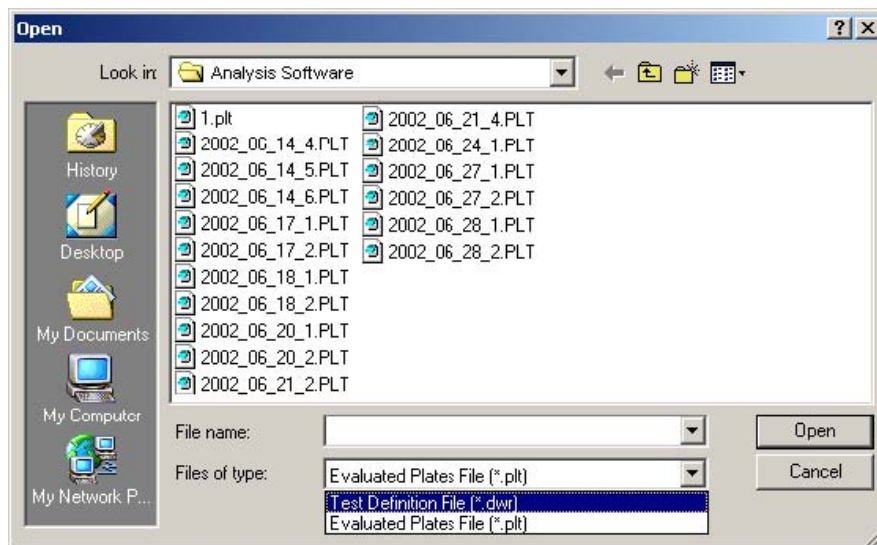 Open
Look in:
Analysis Software
History
Desktop
My Documents
My Computer
My Network P...
1.plt
2002_06_14_4.PLT
2002_06_14_5.PLT
2002_06_14_6.PLT
2002_06_17_1.PLT
2002_06_17_2.PLT
2002_06_18_1.PLT
2002_06_18_2.PLT
2002_06_20_1.PLT
2002_06_20_2.PLT
2002_06_21_2.PLT
2002_06_21_4.PLT
2002_06_24_1.PLT
2002_06_27_1.PLT
2002_06_27_2.PLT
2002_06_28_1.PLT
2002_06_28_2.PLT
File name:
Open
Files of type:
Evaluated Plates File (*.plt)
Cancel
Test Definition File (*.dwr)
Evaluated Plates File (*.plt)